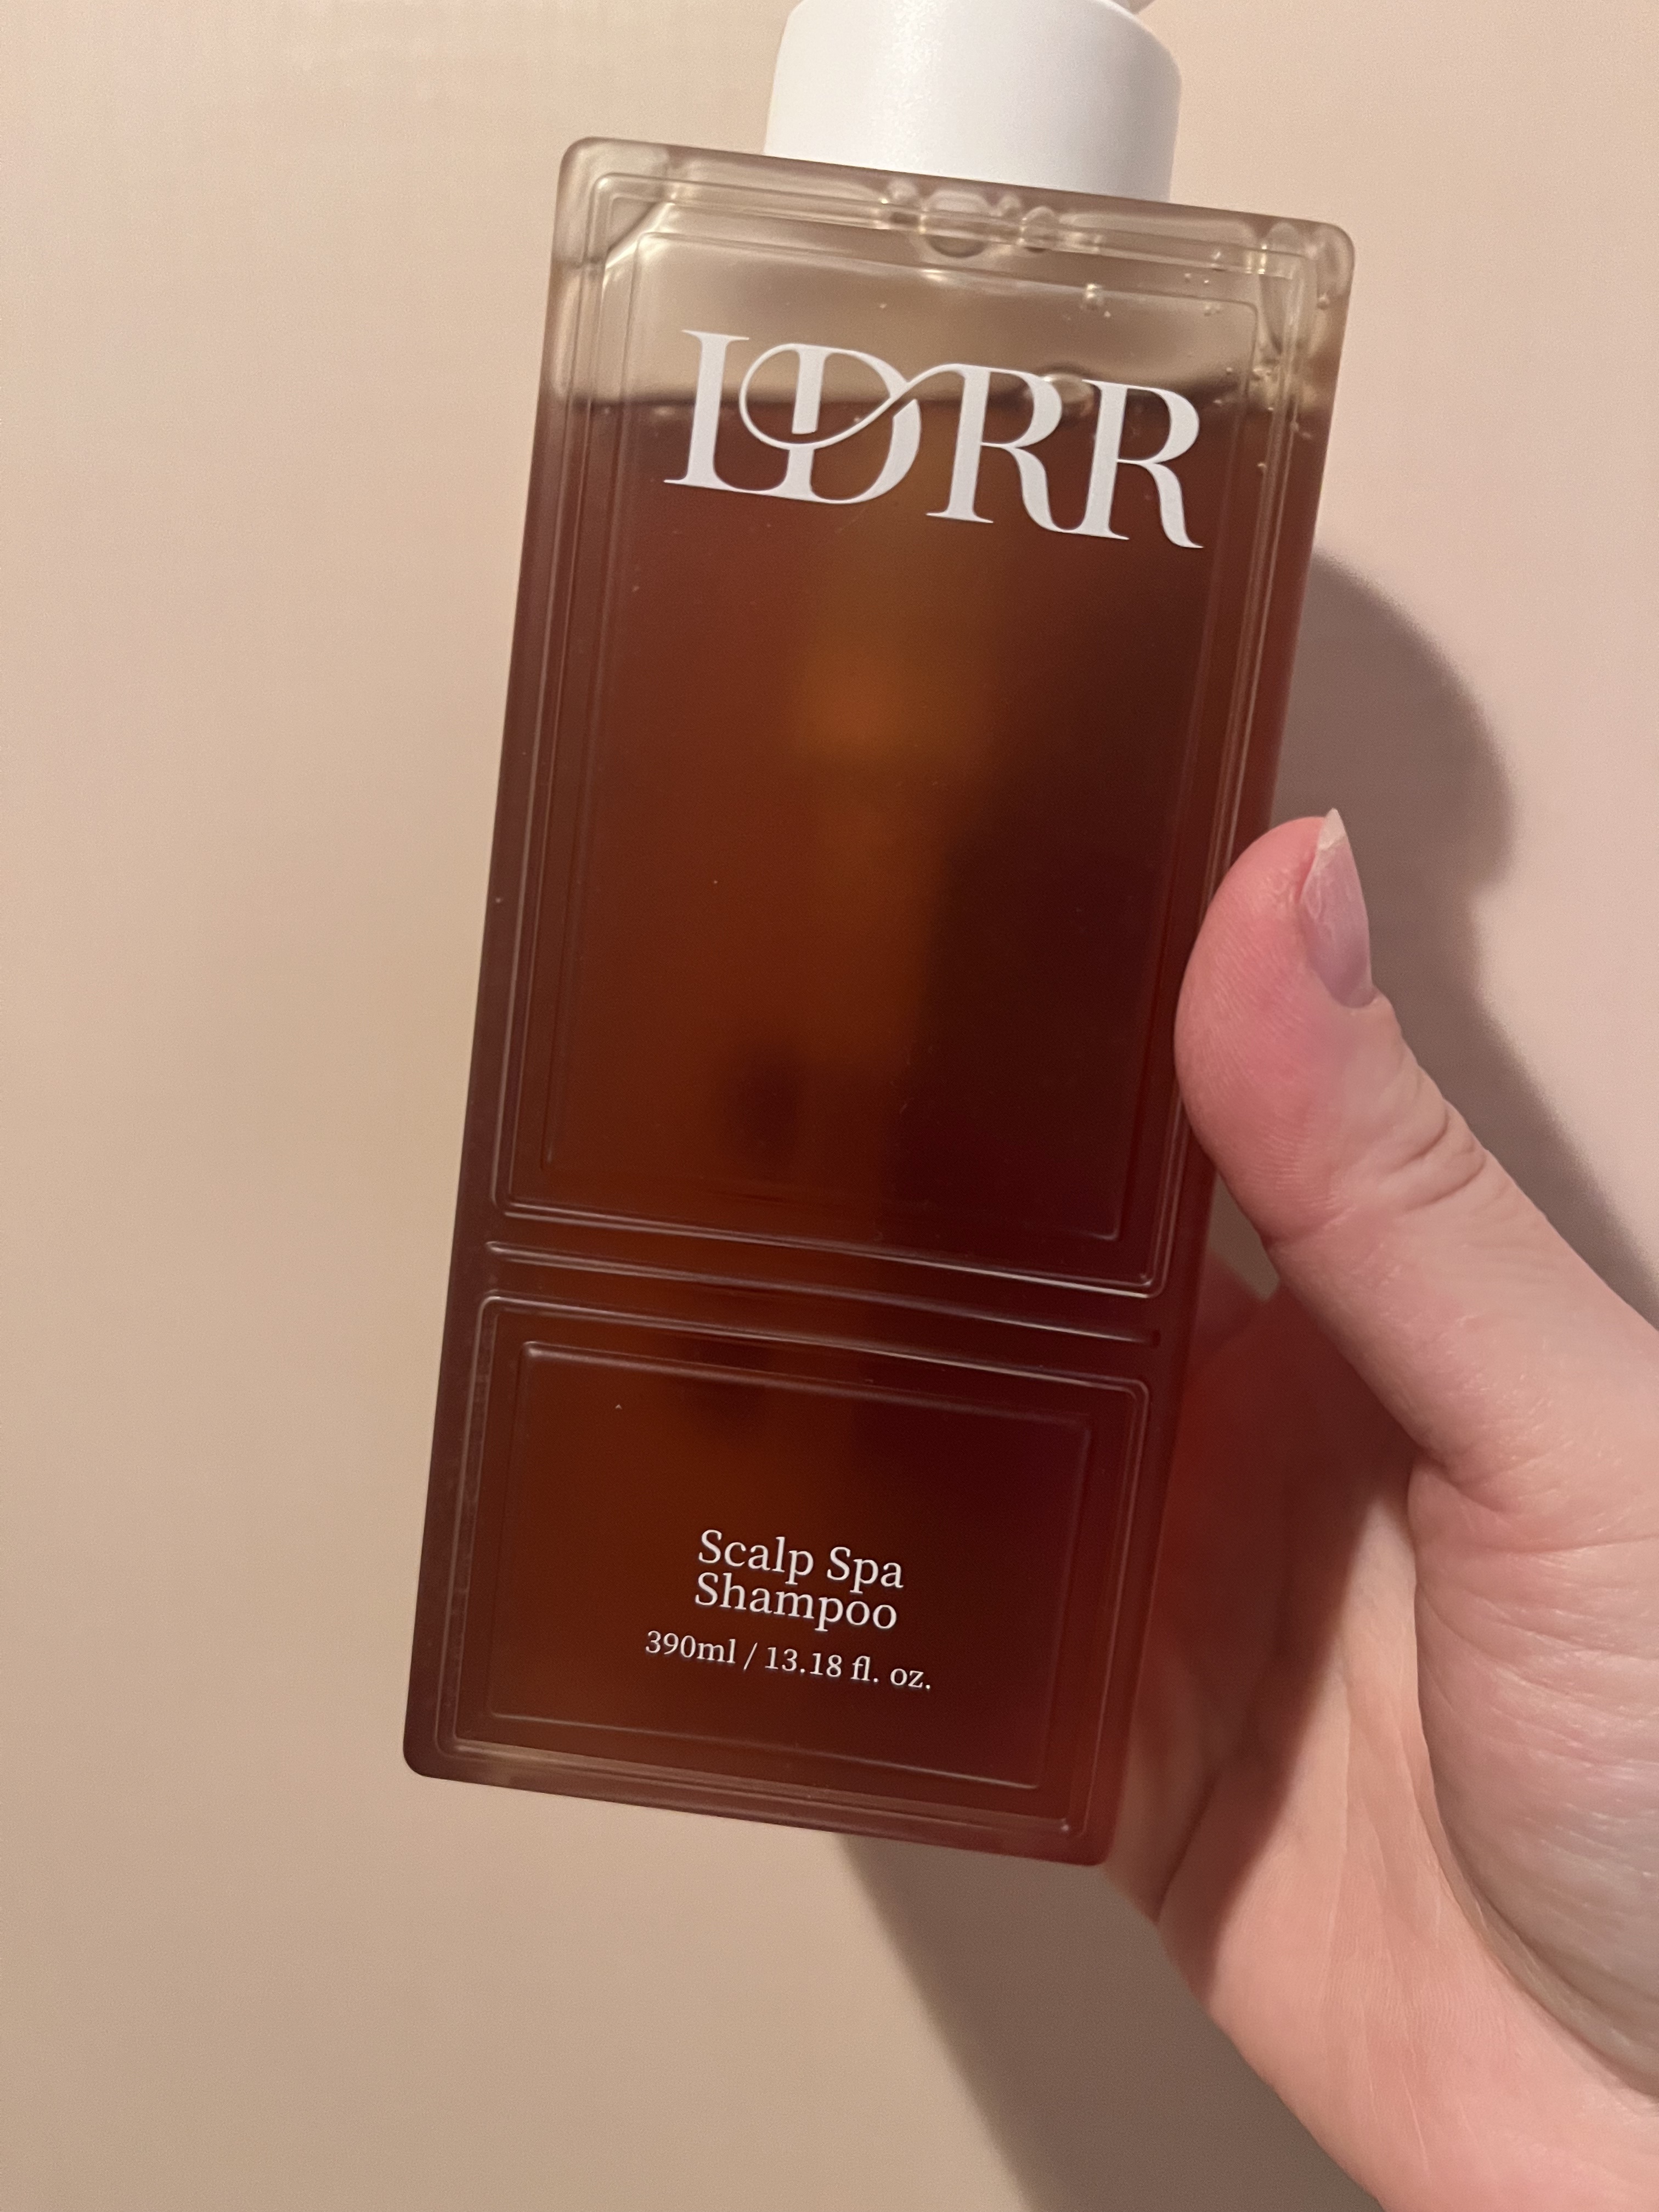 LDRR
Scalp Spa
Shampoo
390ml / 13.18 fl. oz.